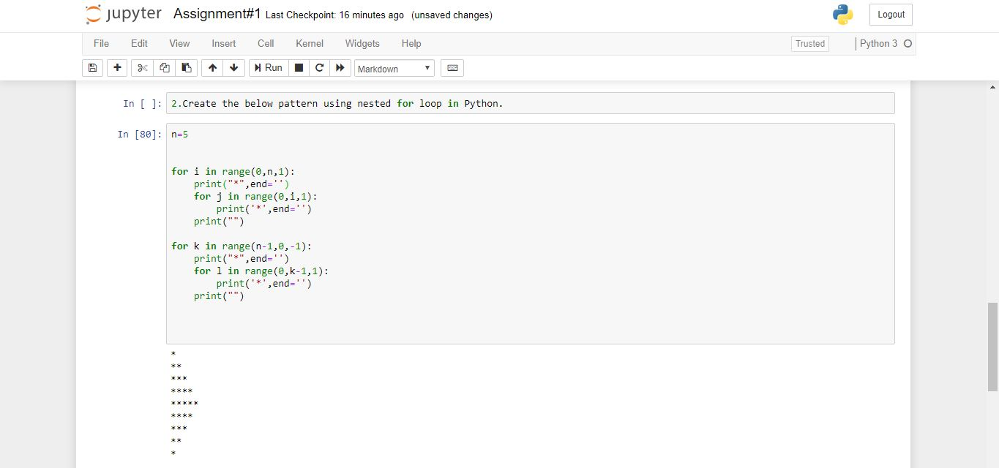 jupyter Assignment#1 Last Checkpoint: 16 minutes ago (unsaved changes) Logout
File Edit View Insert Cell Kernel Widgets Help Trusted Python 3
Run Markdown
In [ ]: 2.Create the below pattern using nested for loop in Python.
In [80]: n=5
for i in range(0,n,1):
    print("*",end='')
    for j in range(0,i,1):
        print('*',end='')
    print("")
for k in range(n-1,0,-1):
    print("*",end='')
    for l in range(0,k-1,1):
        print('*',end='')
    print("")
*
**
***
****
*****
****
***
**
*